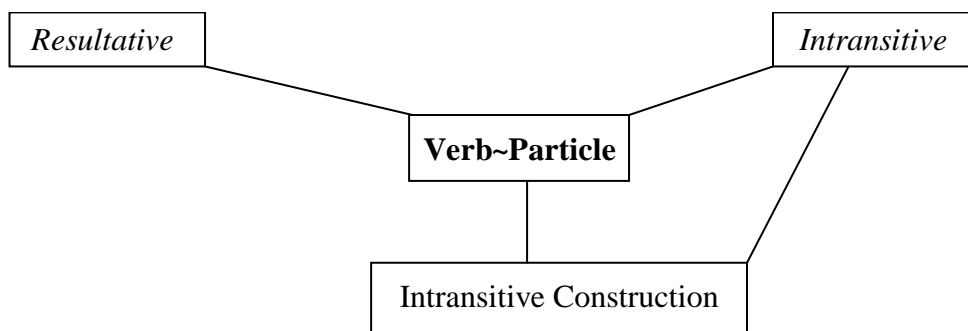 Resultative
Intransitive
Verb~Particle
Intransitive Construction